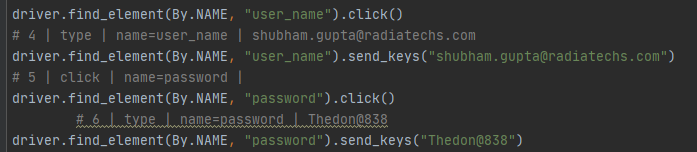 driver.find_element(By.NAME, "user_name").click()
# 4 | type | name=user_name | shubham.gupta@radiatechs.com
driver.find_element(By.NAME, "user_name").send_keys("shubham.gupta@radiatechs.com")
# 5 | click | name=password |
driver.find_element(By.NAME, "password").click()
# 6 | type | name=password | Thedon@838
driver.find_element(By.NAME, "password").send_keys("Thedon@838")